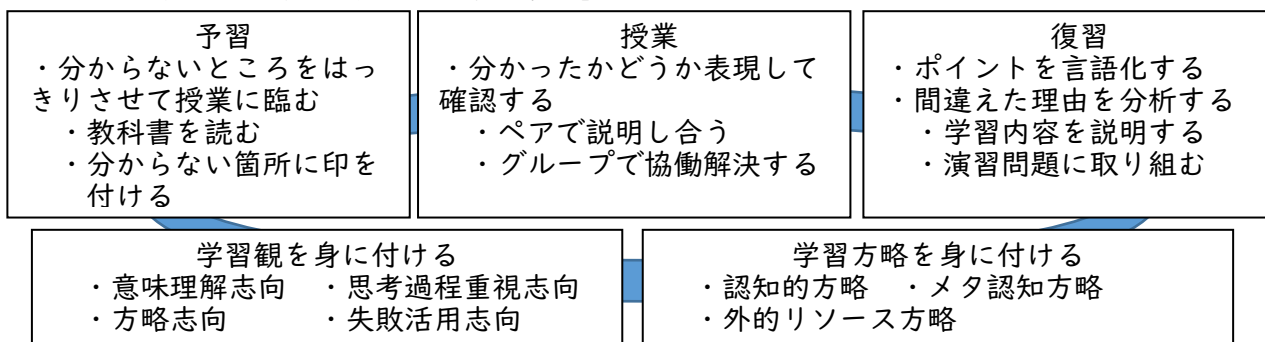 予習
・分からないところをはっ
きりさせて授業に臨む
・教科書を読む
・分からない箇所に印を
付ける
授業
・分かったかどうか表現して
確認する
・ペアで説明し合う
・グループで協働解決する
復習
・ポイントを言語化する
・間違えた理由を分析する
・学習内容を説明する
・演習問題に取り組む
学習観を身に付ける
・意味理解志向 ・思考過程重視志向
・方略志向 ・失敗活用志向
学習方略を身に付ける
・認知的方略 ・メタ認知方略
・外的リソース方略